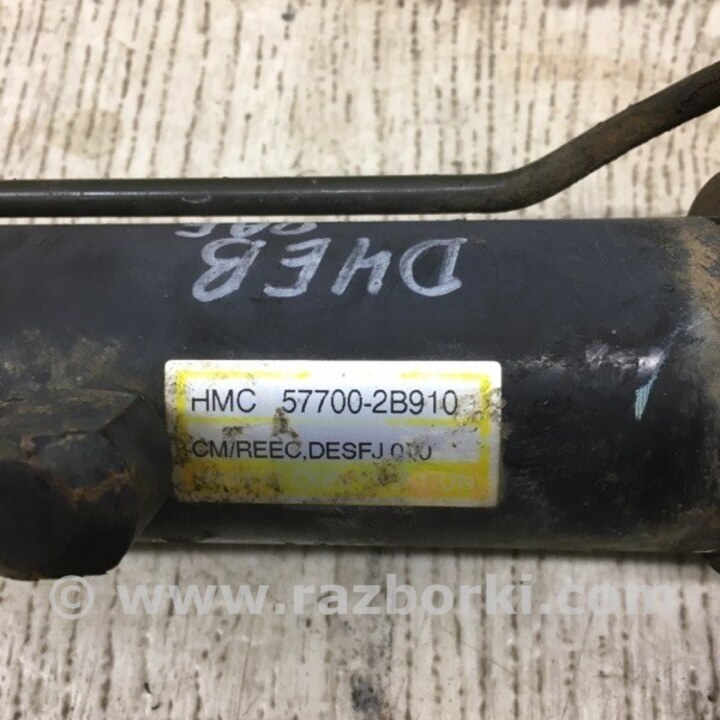 D4EB
HMC 57700-2B910
CM/REEC,DESFJ
© www.razborki.com